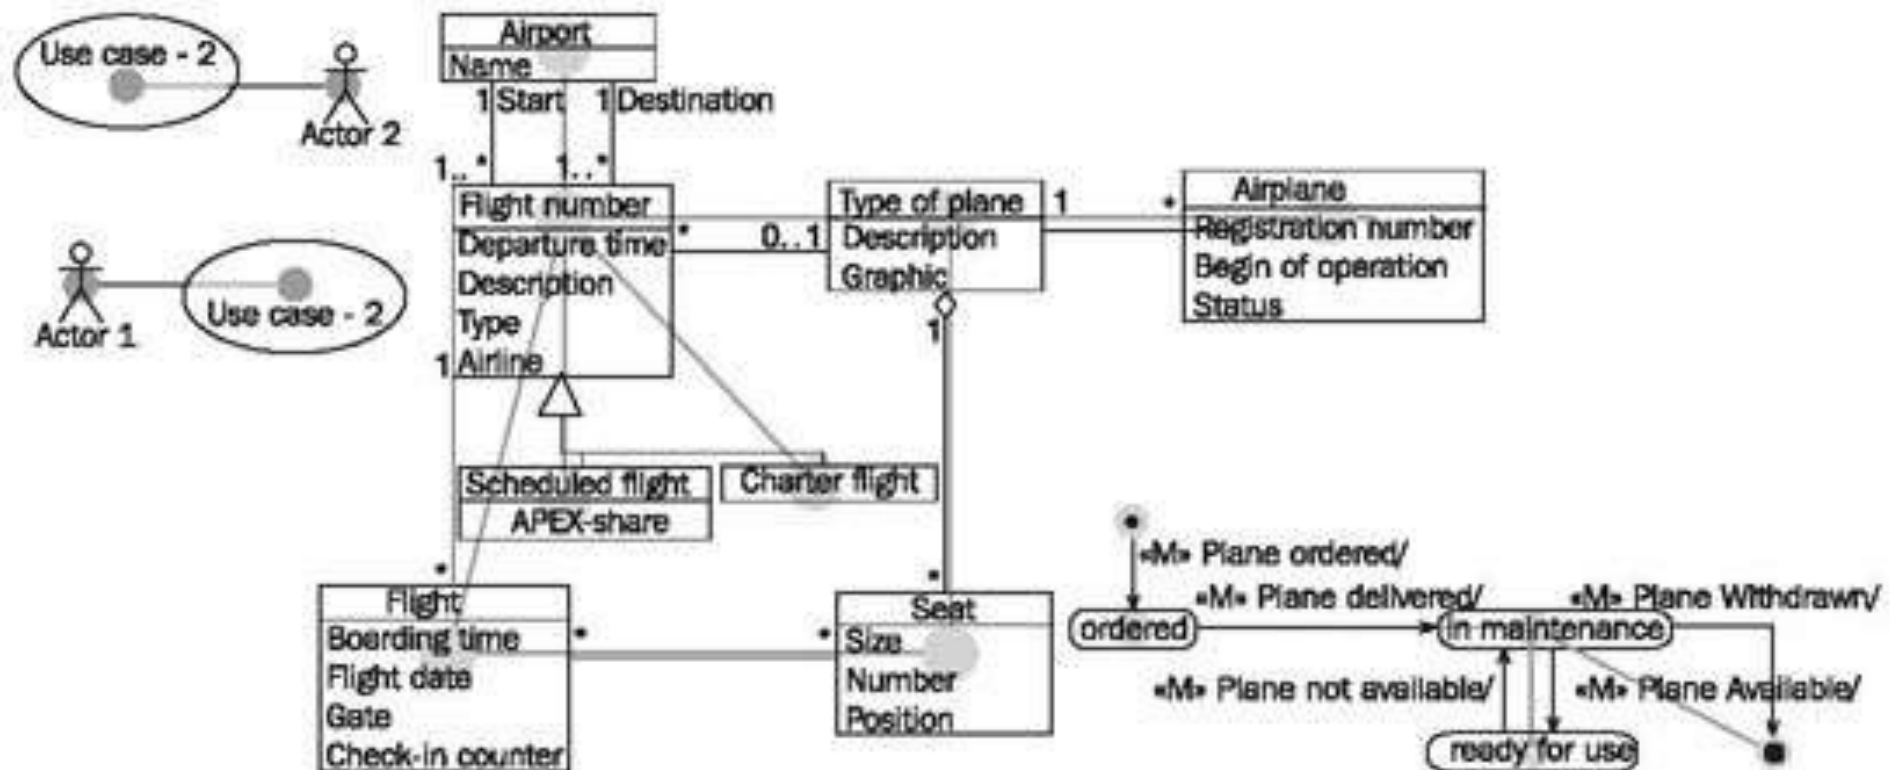 Use case - 2
Actor 2
Actor 1
Use case - 2
Airport
Name
1 Start
1 Destination
1..*
1..*
Flight number
Departure time
Description
Type
Airline
*
0..1
1
Type of plane
Description
Graphic
1
*
1
Airplane
Registration number
Begin of operation
Status
Scheduled flight
APEX-share
Charter flight
*
*
Flight
Boarding time
Flight date
Gate
Check-in counter
*
*
Seat
Size
Number
Position
«M» Plane ordered/
«M» Plane delivered/
«M» Plane Withdrawn/
ordered
in maintenance
«M» Plane not available/
«M» Plane Available/
ready for use